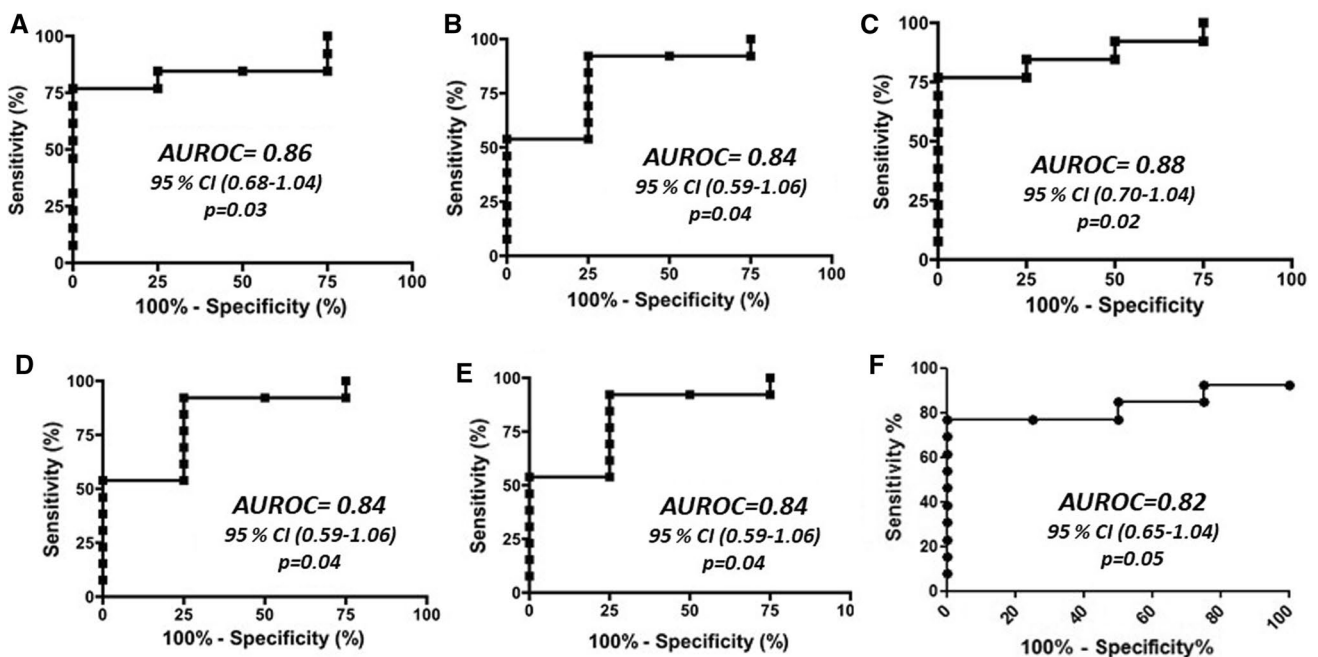 A
Sensitivity (%)
100
75
50
25
0
0 25 50 75 100
100% - Specificity (%)
AUROC= 0.86
95 % CI (0.68-1.04)
p=0.03
B
Sensitivity (%)
100
75
50
25
0
0 25 50 75 100
100% - Specificity (%)
AUROC= 0.84
95 % CI (0.59-1.06)
p=0.04
C
Sensitivity (%)
100
75
50
25
0
0 25 50 75 100
100% - Specificity
AUROC= 0.88
95 % CI (0.70-1.04)
p=0.02
D
Sensitivity (%)
100
75
50
25
0
0 25 50 75 100
100% - Specificity (%)
AUROC= 0.84
95 % CI (0.59-1.06)
p=0.04
E
Sensitivity (%)
100
75
50
25
0
0 25 50 75 10
100% - Specificity (%)
AUROC=0.84
95 % CI (0.59-1.06)
p=0.04
F
Sensitivity %
100
80
60
40
20
0
0 20 40 60 80 100
100% - Specificity%
AUROC=0.82
95 % CI (0.65-1.04)
p=0.05